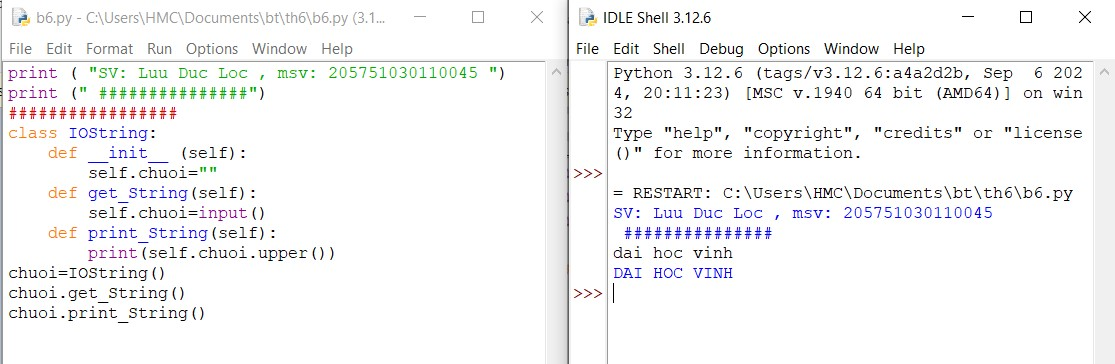 b6.py - C:\Users\HMC\Documents\bt\th6\b6.py (3.1...
File Edit Format Run Options Window Help
print ( "SV: Luu Duc Loc , msv: 205751030110045 ")
print (" ###############")
#################
class IOString:
    def __init__ (self):
        self.chuoi=""
    def get_String(self):
        self.chuoi=input()
    def print_String(self):
        print(self.chuoi.upper())
chuoi=IOString()
chuoi.get_String()
chuoi.print_String()
IDLE Shell 3.12.6
File Edit Shell Debug Options Window Help
Python 3.12.6 (tags/v3.12.6:a4a2d2b, Sep  6 202
4, 20:11:23) [MSC v.1940 64 bit (AMD64)] on win
32
Type "help", "copyright", "credits" or "license
()" for more information.
>>>
= RESTART: C:\Users\HMC\Documents\bt\th6\b6.py
SV: Luu Duc Loc , msv: 205751030110045
 ###############
dai hoc vinh
DAI HOC VINH
>>>